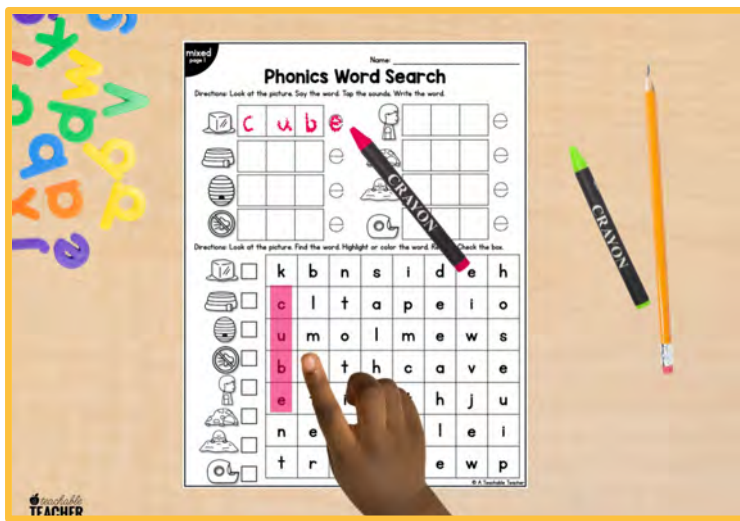 mixed
page 1
Name:
Phonics Word Search
Directions: Look at the picture. Say the word. Tap the sounds. Write the word.
c u b e
e
e
e
e
e
CRAYON
CRAYON
Directions: Look at the picture. Find the word. Highlight or color the word. Check the box.
k b n s i d e h
c l t a p e i o
u m o l m e w s
b t h c a v e
e h j u
n e l e i
t r e w p
© A Teachable Teacher
teachable
TEACHER